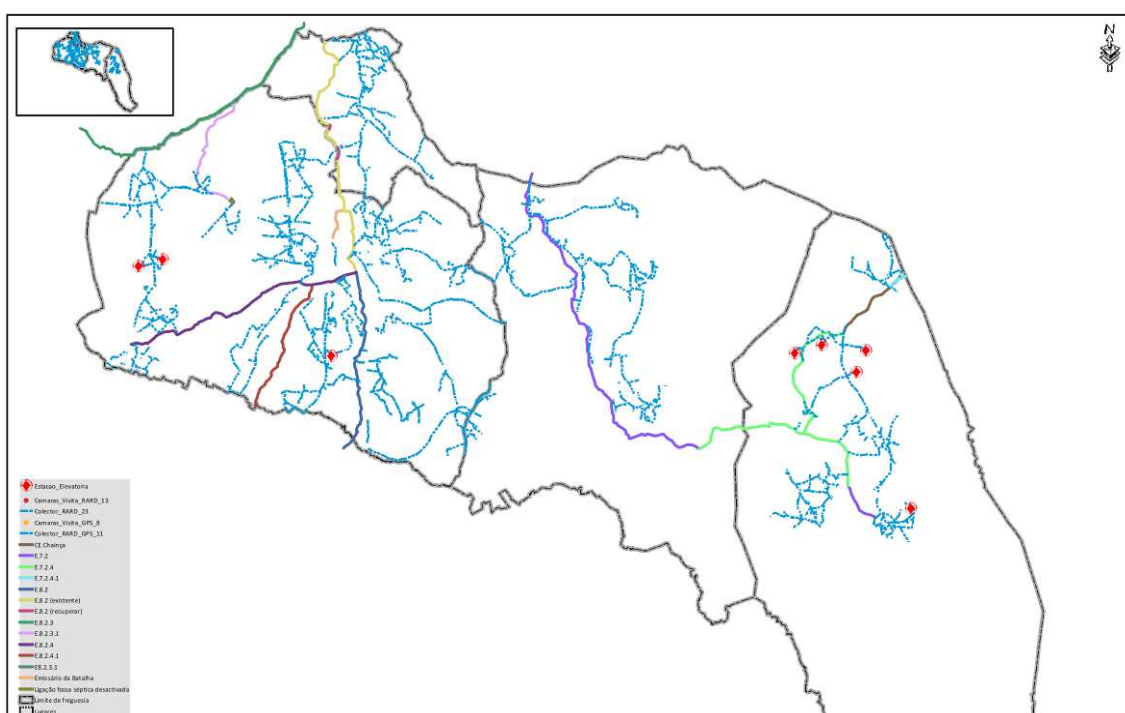 N
Estacao_Elevatoria
Camaras_Visita_RARD_13
Colector_RARD_23
Camaras_Visita_GPS_8
Colector_RARD_GPS_11
CE.Chainça
E.7.2
E.7.2.4
E.7.2.4.1
E.8.2
E.8.2 (existente)
E.8.2 (recuperar)
E.8.2.3
E.8.2.3.1
E.8.2.4
E.8.2.4.1
E8.2.3.1
Emissário da Batalha
Ligação fossa séptica desactivada
Limite de freguesia
Lugares